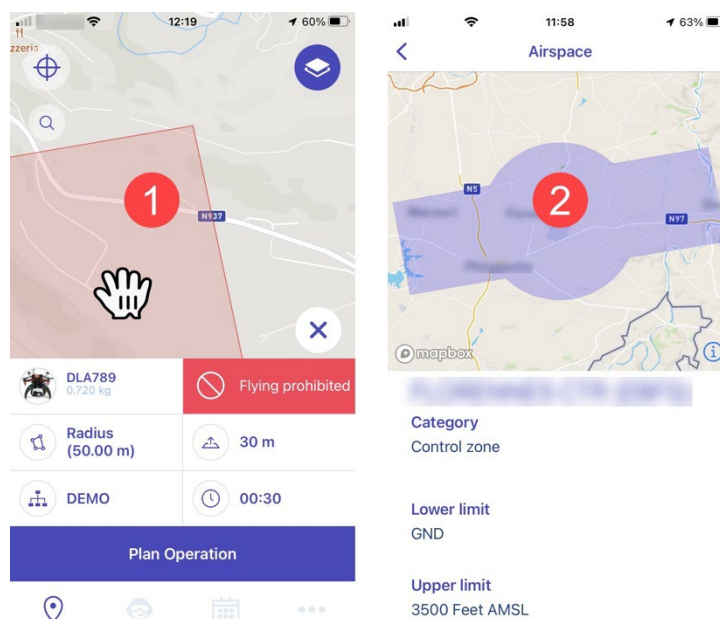 12:19
60%
zzeria
1
N937
DLA789
0.720 kg
Flying prohibited
Radius
(50.00 m)
30 m
DEMO
00:30
Plan Operation
11:58
63%
Airspace
N5
2
N97
mapbox
Category
Control zone
Lower limit
GND
Upper limit
3500 Feet AMSL